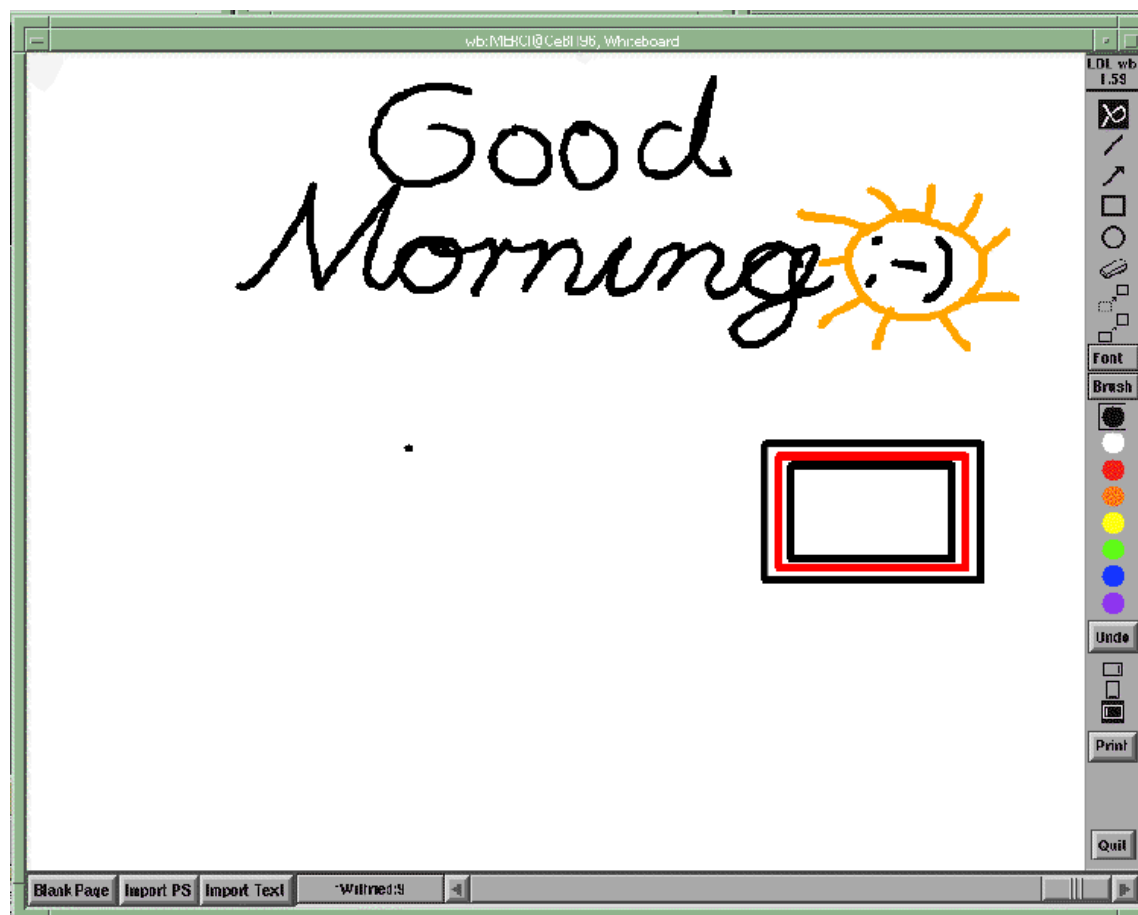 wb:MERCI@CeBIT96, Whiteboard
LBL wb
1.59
Good
Morning
:-)
Font
Brush
Undo
Print
Quit
Blank Page
Import PS
Import Text